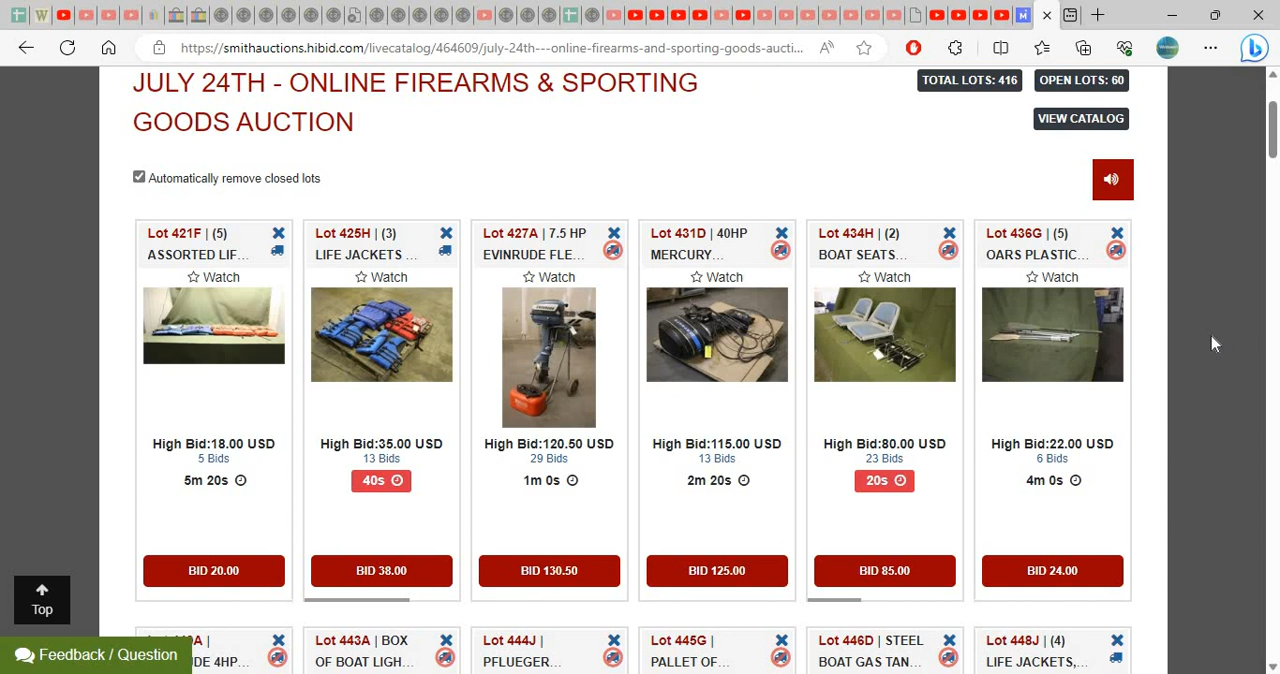 https://smithauctions.hibid.com/livecatalog/464609/july-24th---online-firearms-and-sporting-goods-aucti...
JULY 24TH - ONLINE FIREARMS & SPORTING
GOODS AUCTION
TOTAL LOTS: 416
OPEN LOTS: 60
VIEW CATALOG
Automatically remove closed lots
Lot 421F | (5)
ASSORTED LIF...
Watch
High Bid:18.00 USD
5 Bids
5m 20s
BID 20.00
Lot 425H | (3)
LIFE JACKETS ...
Watch
High Bid:35.00 USD
13 Bids
40s
BID 38.00
Lot 427A | 7.5 HP
EVINRUDE FLE...
Watch
High Bid:120.50 USD
29 Bids
1m 0s
BID 130.50
Lot 431D | 40HP
MERCURY...
Watch
High Bid:115.00 USD
13 Bids
2m 20s
BID 125.00
Lot 434H | (2)
BOAT SEATS...
Watch
High Bid:80.00 USD
23 Bids
20s
BID 85.00
Lot 436G | (5)
OARS PLASTIC...
Watch
High Bid:22.00 USD
6 Bids
4m 0s
BID 24.00
Top
Feedback / Question
Lot 443A | BOX
OF BOAT LIGH...
Lot 444J |
PFLUEGER...
Lot 445G |
PALLET OF...
Lot 446D | STEEL
BOAT GAS TAN...
Lot 448J | (4)
LIFE JACKETS,...